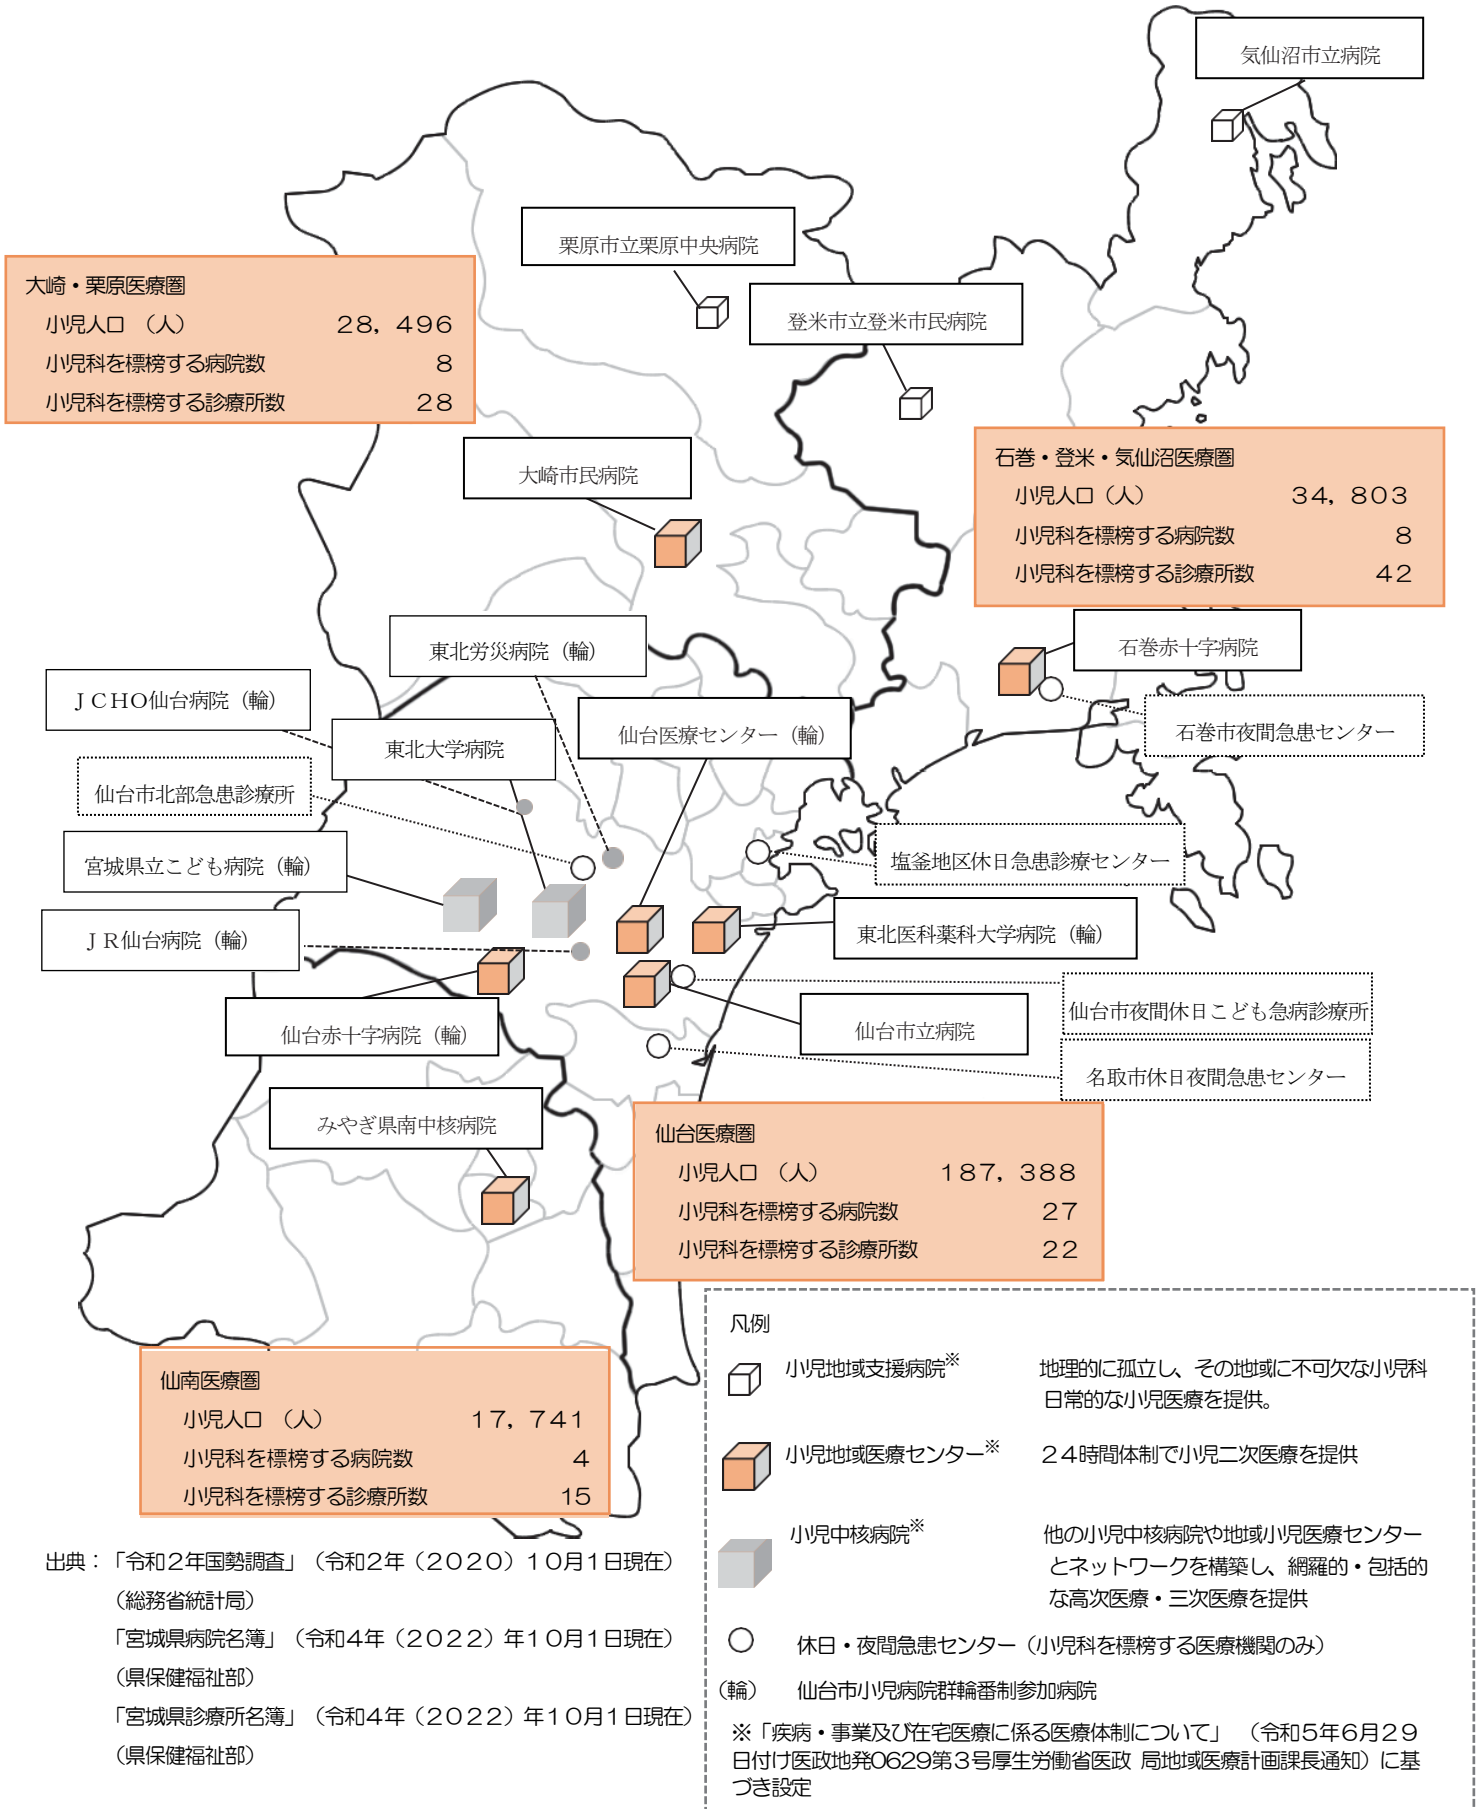 気仙沼市立病院
栗原市立栗原中央病院
大崎・栗原医療圏
小児人口　（人）　28，496
小児科を標榜する病院数　8
小児科を標榜する診療所数　28
登米市立登米市民病院
大崎市民病院
石巻・登米・気仙沼医療圏
小児人口（人）　34，803
小児科を標榜する病院数　8
小児科を標榜する診療所数　42
東北労災病院（輪）
石巻赤十字病院
ＪＣＨＯ仙台病院（輪）
東北大学病院
仙台医療センター（輪）
石巻市夜間急患センター
仙台市北部急患診療所
宮城県立こども病院（輪）
塩釜地区休日急患診療センター
ＪＲ仙台病院（輪）
東北医科薬科大学病院（輪）
仙台赤十字病院（輪）
仙台市立病院
仙台市夜間休日こども急病診療所
名取市休日夜間急患センター
みやぎ県南中核病院
仙台医療圏
小児人口　（人）　187，388
小児科を標榜する病院数　27
小児科を標榜する診療所数　22
仙南医療圏
小児人口　（人）　17，741
小児科を標榜する病院数　4
小児科を標榜する診療所数　15
凡例
小児地域支援病院※　地理的に孤立し、その地域に不可欠な小児科
日常的な小児医療を提供。
小児地域医療センター※　２４時間体制で小児二次医療を提供
小児中核病院※　他の小児中核病院や地域小児医療センター
とネットワークを構築し、網羅的・包括的
な高次医療・三次医療を提供
休日・夜間急患センター（小児科を標榜する医療機関のみ）
（輪）　仙台市小児病院群輪番制参加病院
※「疾病・事業及び在宅医療に係る医療体制について」　（令和５年６月２９
日付け医政地発0629第３号厚生労働省医政 局地域医療計画課長通知）に基
づき設定
出典：「令和２年国勢調査」（令和２年（２０２０）１０月１日現在）
（総務省統計局）
「宮城県病院名簿」（令和４年（２０２２）年１０月１日現在）
（県保健福祉部）
「宮城県診療所名簿」（令和４年（２０２２）年１０月１日現在）
（県保健福祉部）